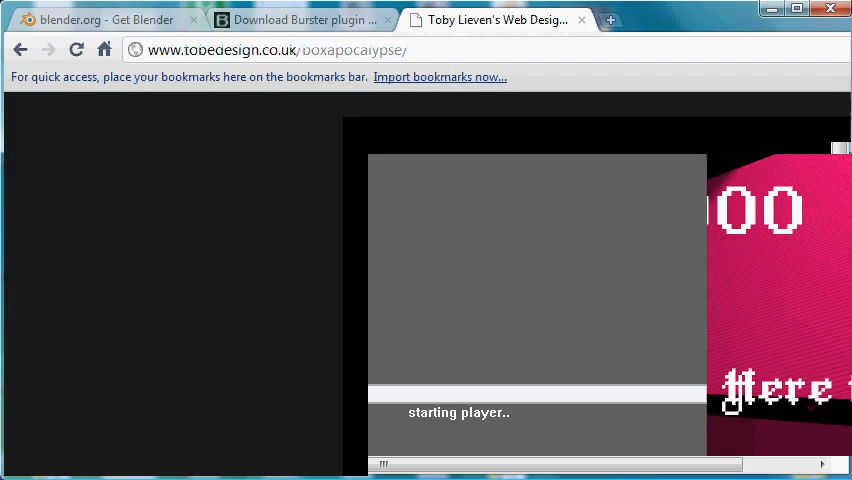 blender.org - Get Blender
Download Burster plugin ...
Toby Lieven's Web Desig...
www.tobedesign.co.uk/boxapocalypse/
For quick access, place your bookmarks here on the bookmarks bar. Import bookmarks now...
00
Here
starting player..